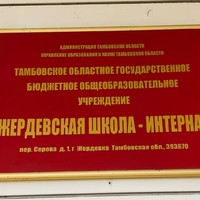 АДМИНИСТРАЦИЯ ТАМБОВСКОЙ ОБЛАСТИ
УПРАВЛЕНИЕ ОБРАЗОВАНИЯ И НАУКИ ТАМБОВСКОЙ ОБЛАСТИ
ТАМБОВСКОЕ ОБЛАСТНОЕ ГОСУДАРСТВЕННОЕ
БЮДЖЕТНОЕ ОБЩЕОБРАЗОВАТЕЛЬНОЕ
УЧРЕЖДЕНИЕ
ЖЕРДЕВСКАЯ ШКОЛА - ИНТЕРНА
пер. Серова д. 1, г Жердевка Тамбовская обл., 393670